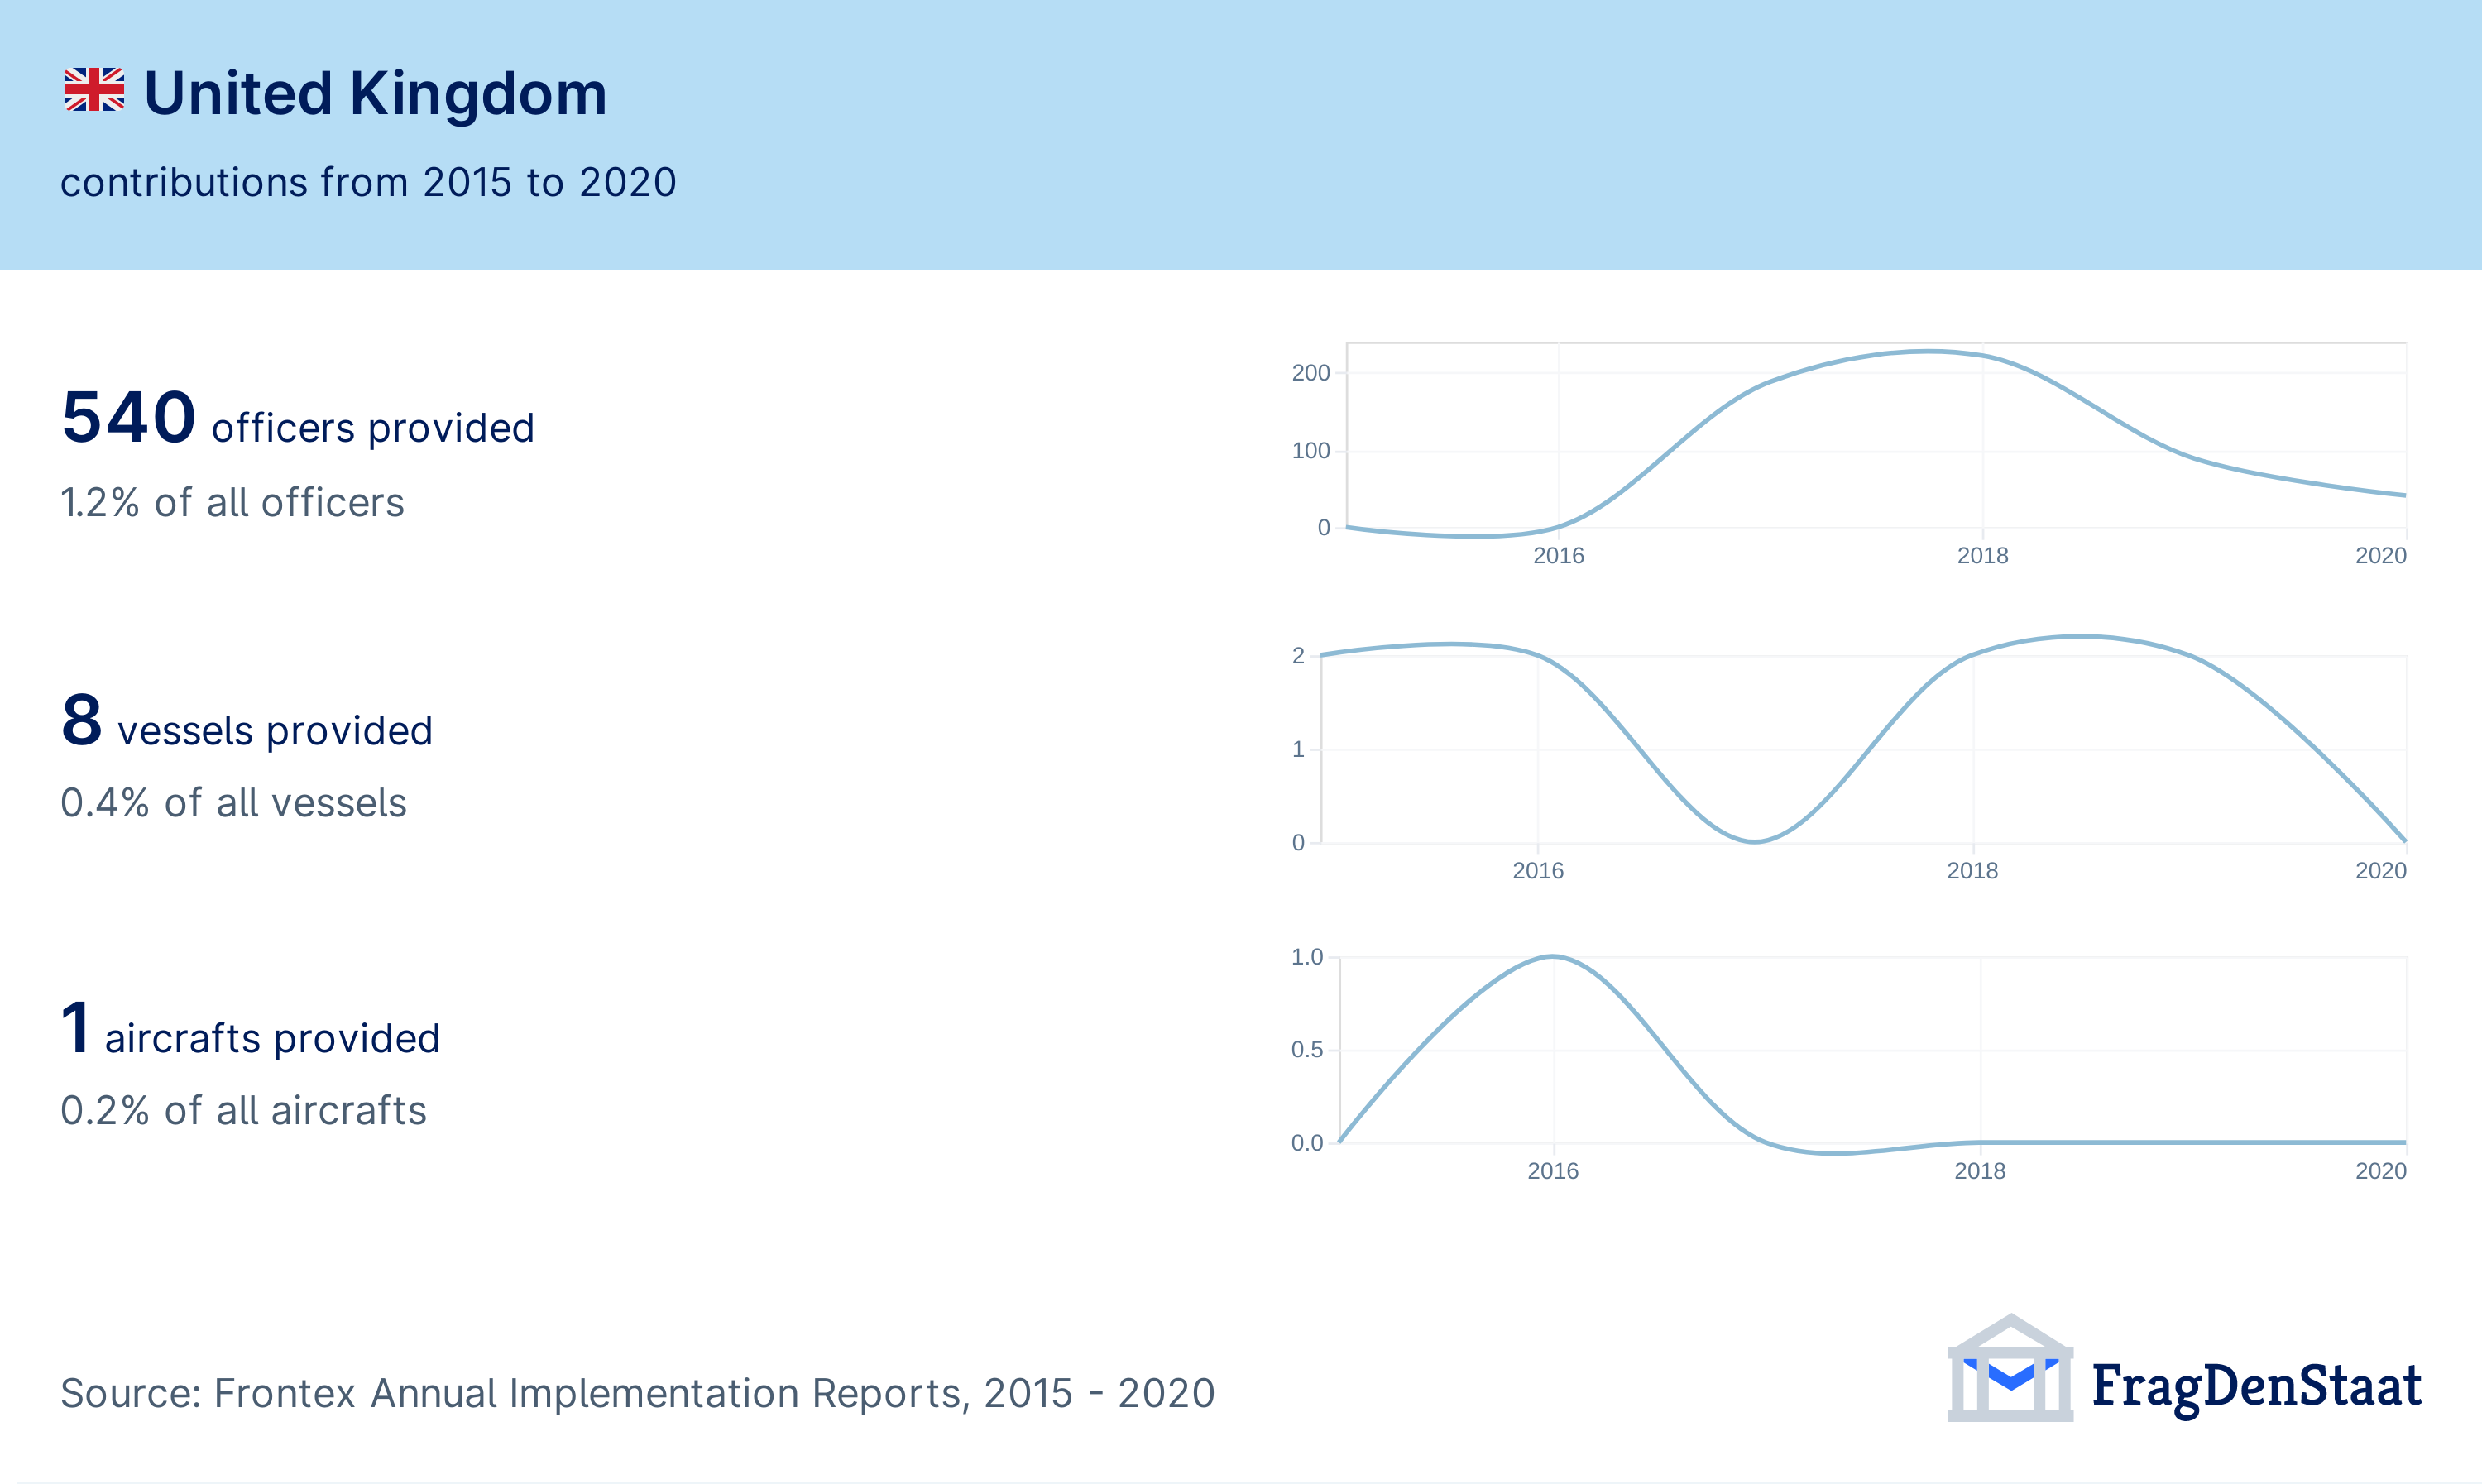 United Kingdom
contributions from 2015 to 2020
540 officers provided
1.2% of all officers
200
100
0
2016 2018 2020
8 vessels provided
0.4% of all vessels
2
1
0
2016 2018 2020
1 aircrafts provided
0.2% of all aircrafts
1.0
0.5
0.0
2016 2018 2020
Source: Frontex Annual Implementation Reports, 2015 - 2020
FragDenStaat